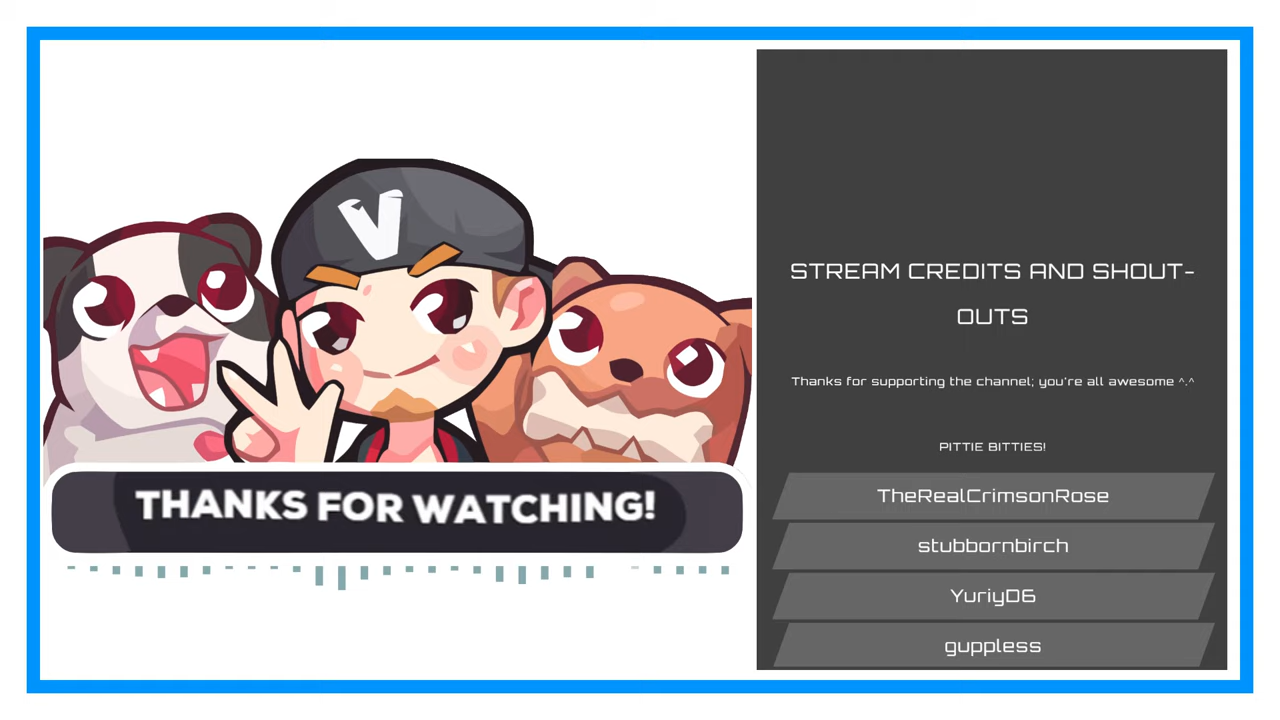 V
THANKS FOR WATCHING!
STREAM CREDITS AND SHOUT-
OUTS
Thanks for supporting the channel; you're all awesome ^.^
PITTIE BITTIES!
TheRealCrimsonRose
stubbornbirch
YuriyD6
guppless